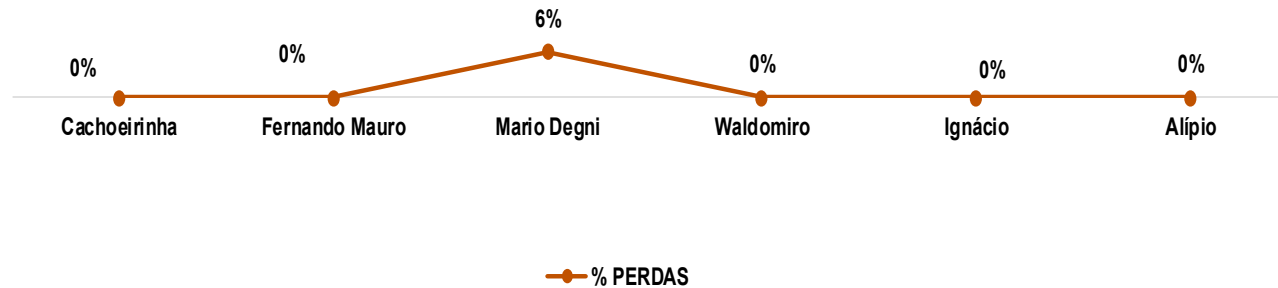 6%
0% 0% 0% 0% 0%
Cachoeirinha Fernando Mauro Mario Degni Waldomiro Ignácio Alípio
% PERDAS